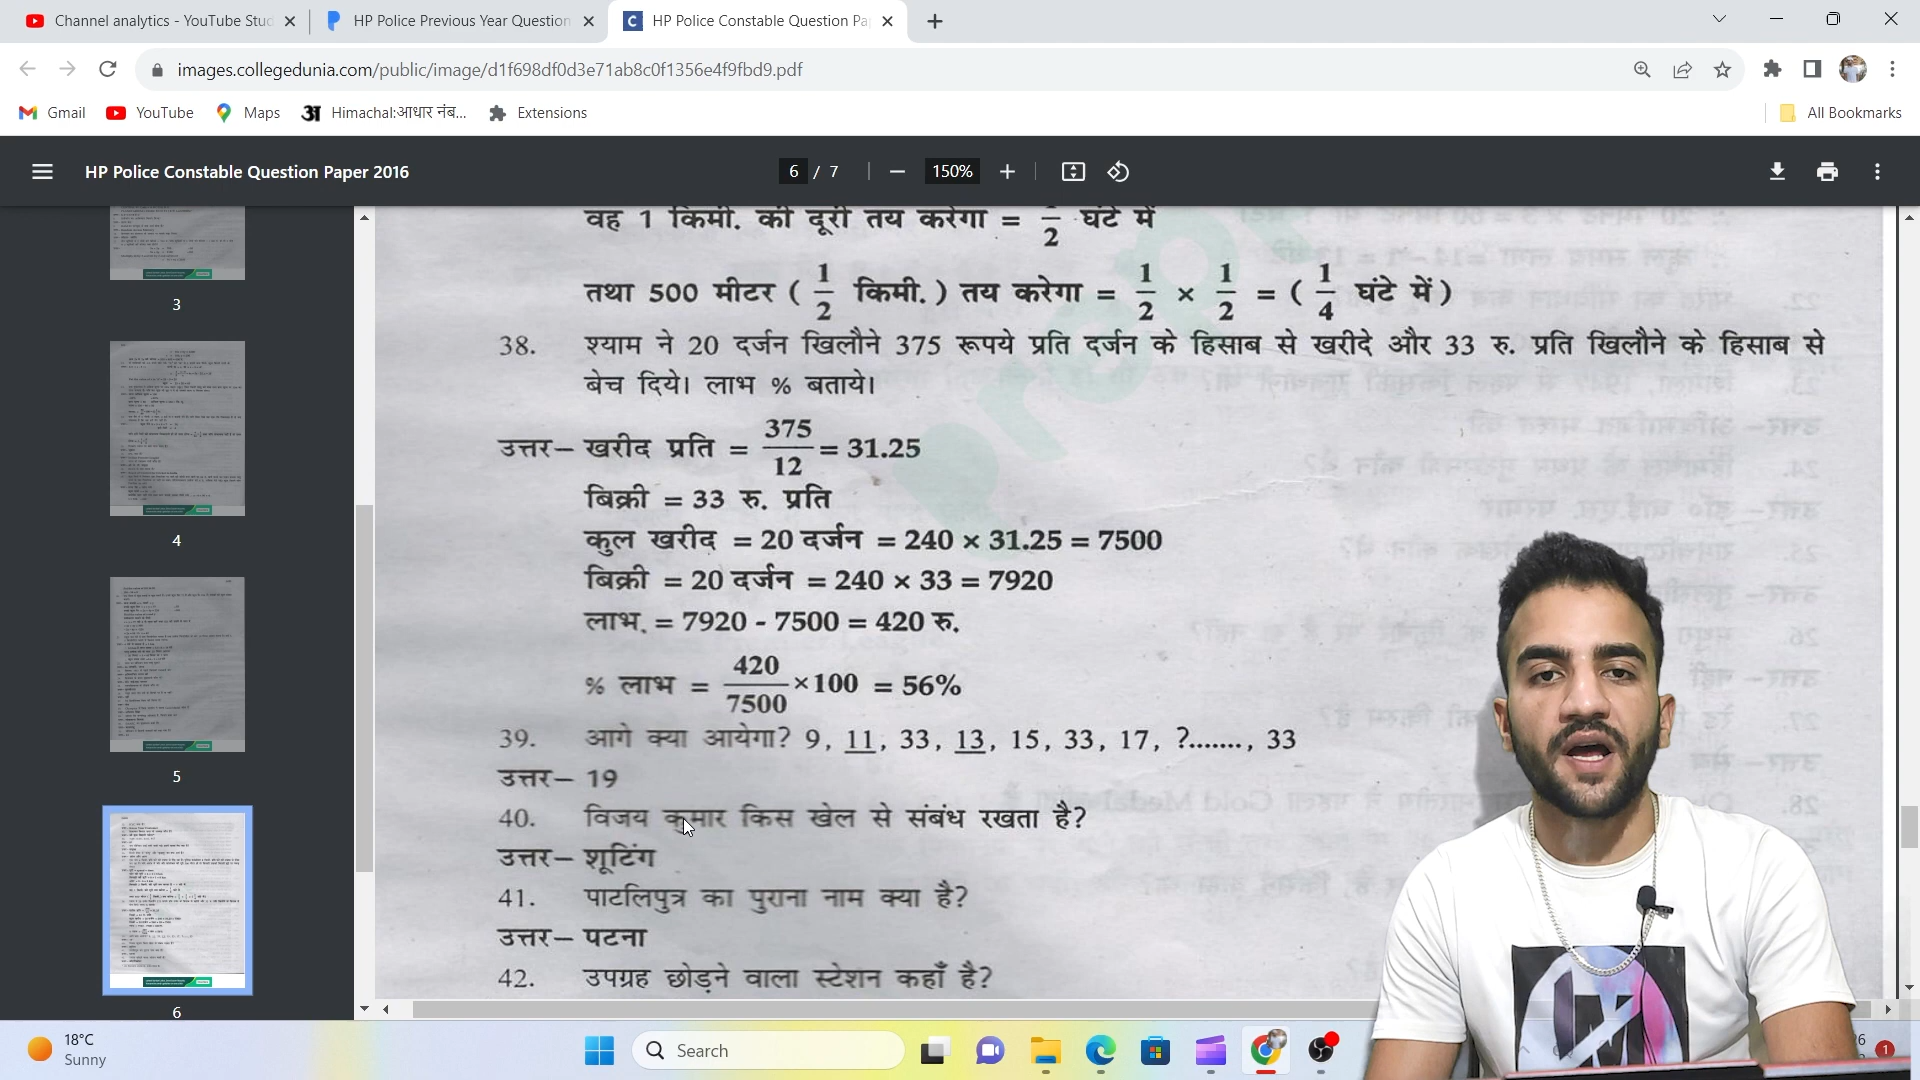 Channel analytics - YouTube Stud
HP Police Previous Year Question
HP Police Constable Question Pa
images.collegedunia.com/public/image/d1f698df0d3e71ab8c0f1356e4f9fbd9.pdf
Gmail
YouTube
Maps
Himachal:आधार नंब...
Extensions
All Bookmarks
HP Police Constable Question Paper 2016
6 / 7
150%
3
4
5
6
वह 1 किमी. की दूरी तय करेगा = 1/2 घंटे में
तथा 500 मीटर ( 1/2 किमी. ) तय करेगा = 1/2 × 1/2 = ( 1/4 घंटे में )
38. श्याम ने 20 दर्जन खिलौने 375 रूपये प्रति दर्जन के हिसाब से खरीदे और 33 रु. प्रति खिलौने के हिसाब से
बेच दिये। लाभ % बताये।
उत्तर– खरीद प्रति = 375/12 = 31.25
बिक्री = 33 रु. प्रति
कुल खरीद = 20 दर्जन = 240 × 31.25 = 7500
बिक्री = 20 दर्जन = 240 × 33 = 7920
लाभ. = 7920 - 7500 = 420 रु.
% लाभ = 420/7500 ×100 = 56%
39. आगे क्या आयेगा? 9, 11, 33, 13, 15, 33, 17, ?......., 33
उत्तर– 19
40. विजय कुमार किस खेल से संबंध रखता है?
उत्तर– शूटिंग
41. पाटलिपुत्र का पुराना नाम क्या है?
उत्तर– पटना
42. उपग्रह छोड़ने वाला स्टेशन कहाँ है?
18°C
Sunny
Search
1